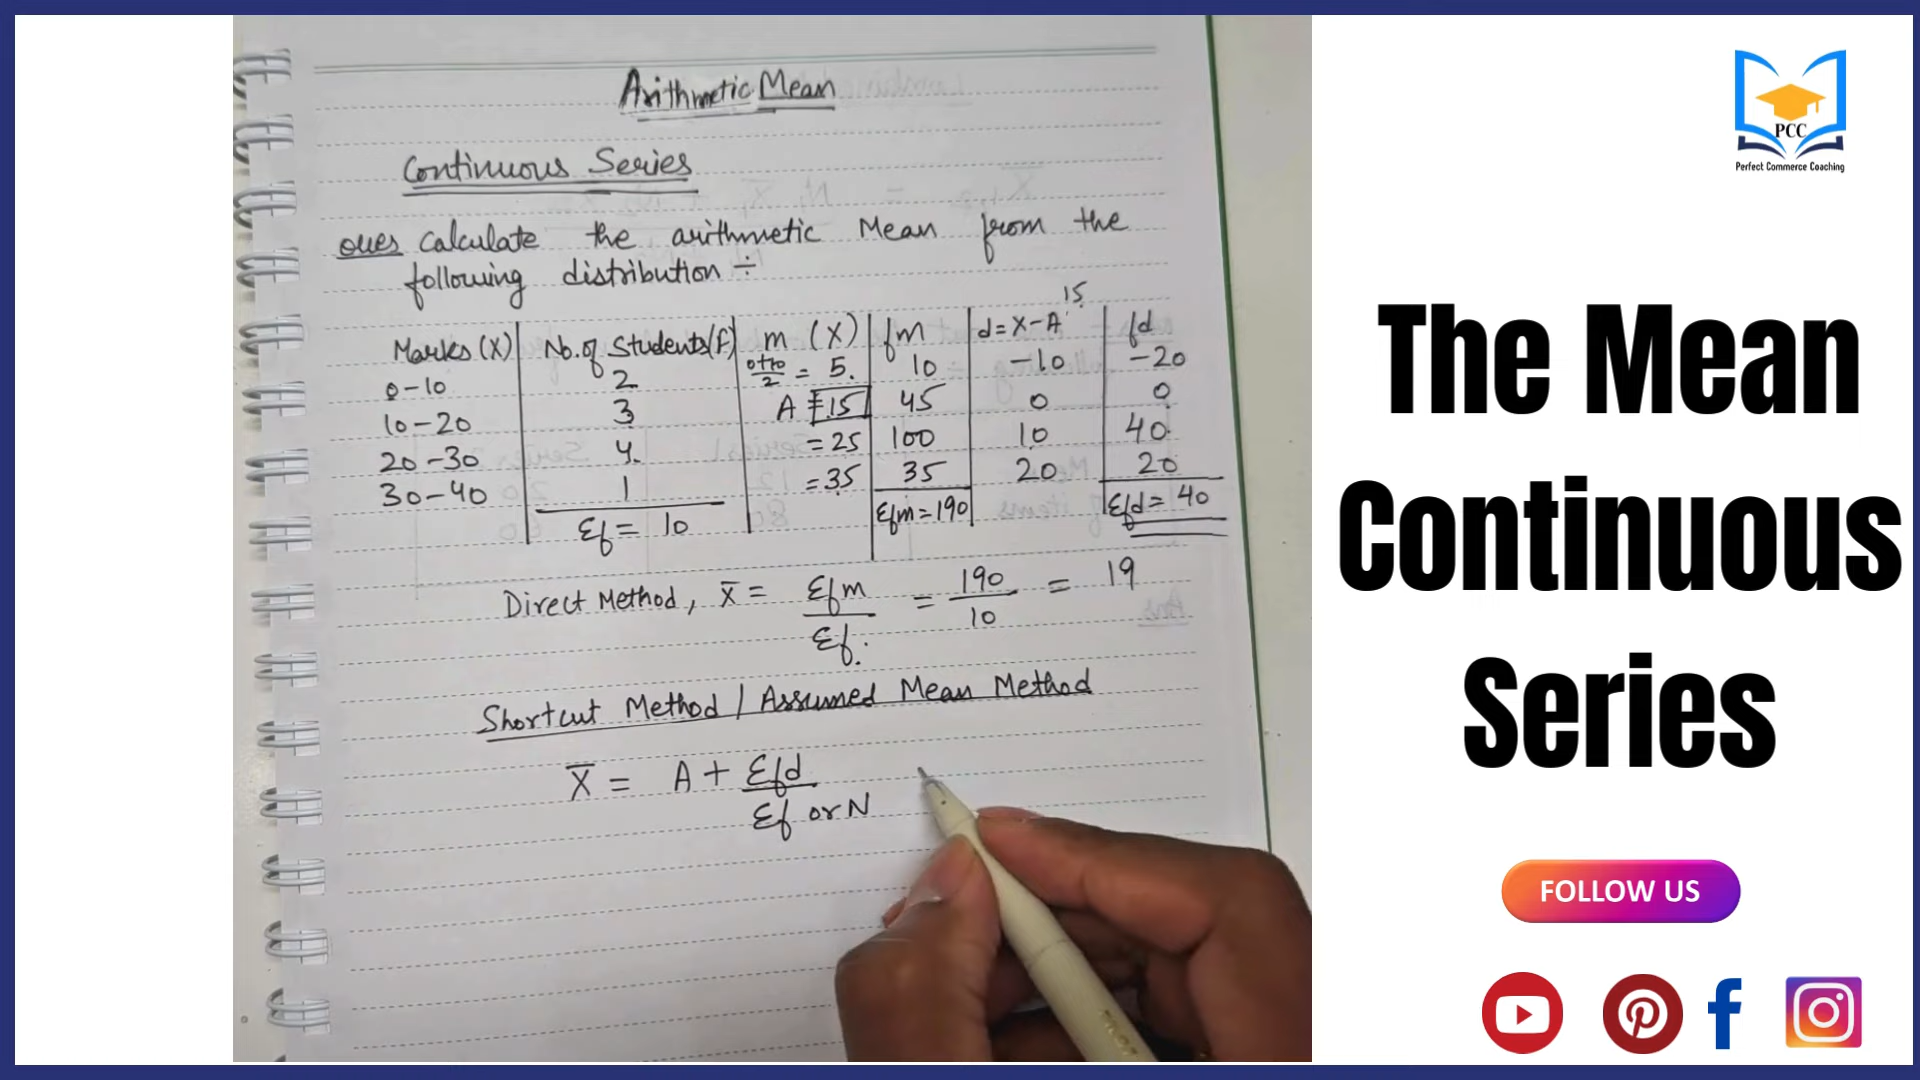 Arithmetic Mean
Continuous Series
Ques Calculate the arithmetic Mean from the
following distribution ÷
15
Marks (X) No. of Students (f) m (X) fm d=X-A fd
0-10 2 0+10/2 = 5. 10 -10 -20
10-20 3 A =15 45 0 0
20-30 4 =25 100 10 40
30-40 1 =35 35 20 20
Σf = 10 Σfm = 190 Σfd = 40
Direct Method, X̄ = Σfm/Σf. = 190/10 = 19
Shortcut Method / Assumed Mean Method
X̄ = A + Σfd/Σf or N
PCC
Perfect Commerce Coaching
The Mean
Continuous
Series
FOLLOW US